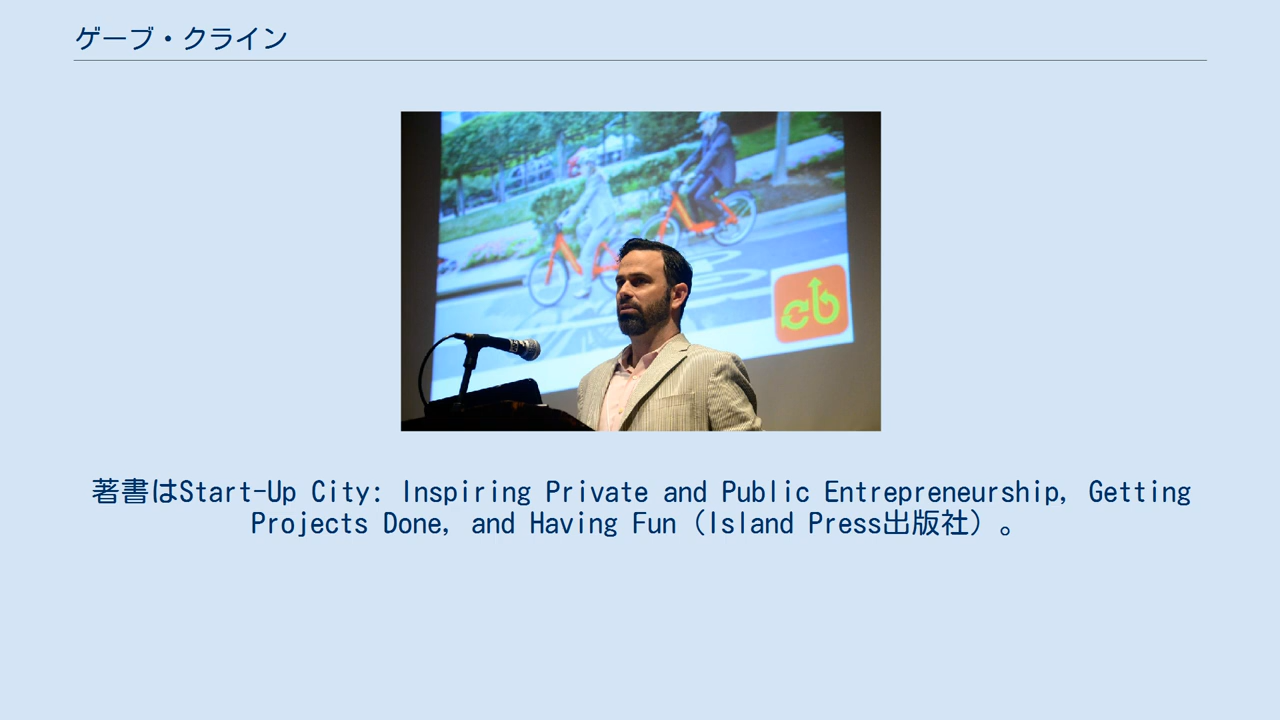 ゲーブ・クライン
cb
著書はStart-Up City: Inspiring Private and Public Entrepreneurship, Getting
Projects Done, and Having Fun（Island Press出版社）。